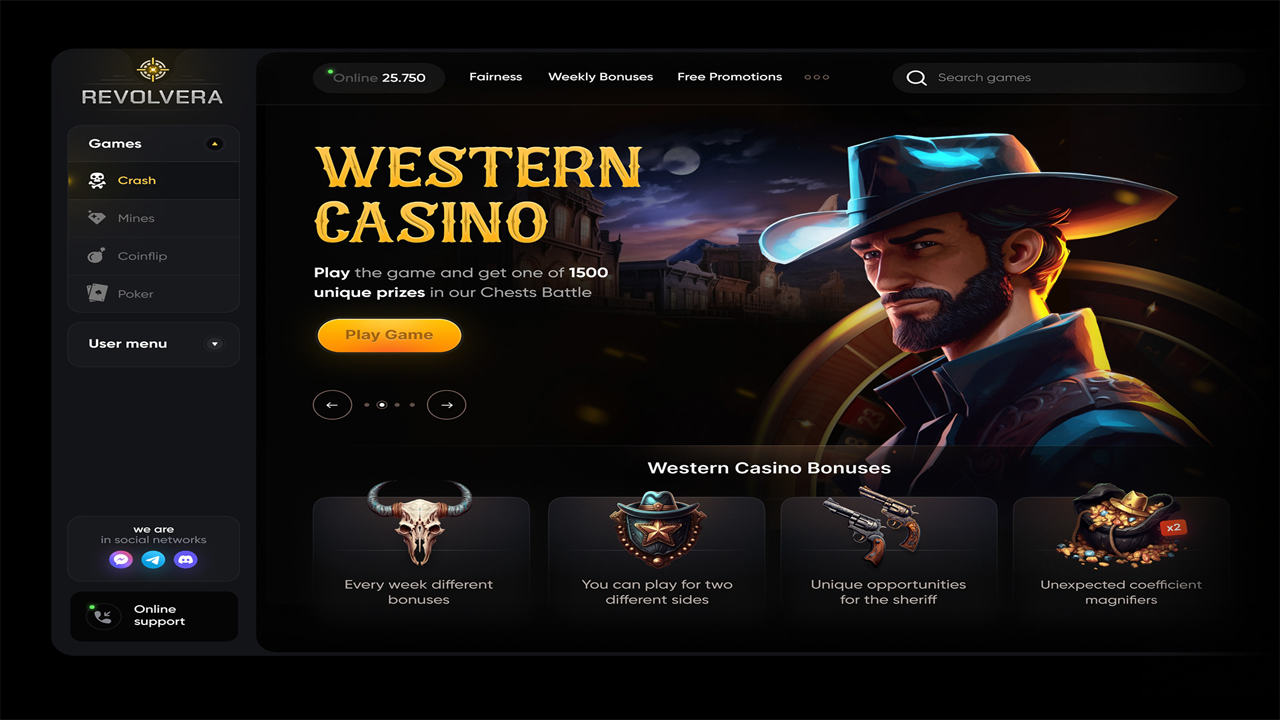 REVOLVERA
Games
Crash
Mines
Coinflip
Poker
User menu
we are
in social networks
Online
support
Online 25.750
Fairness
Weekly Bonuses
Free Promotions
Search games
WESTERN
CASINO
Play the game and get one of 1500
unique prizes in our Chests Battle
Play Game
Western Casino Bonuses
Every week different
bonuses
You can play for two
different sides
Unique opportunities
for the sheriff
x2
Unexpected coefficient
magnifiers